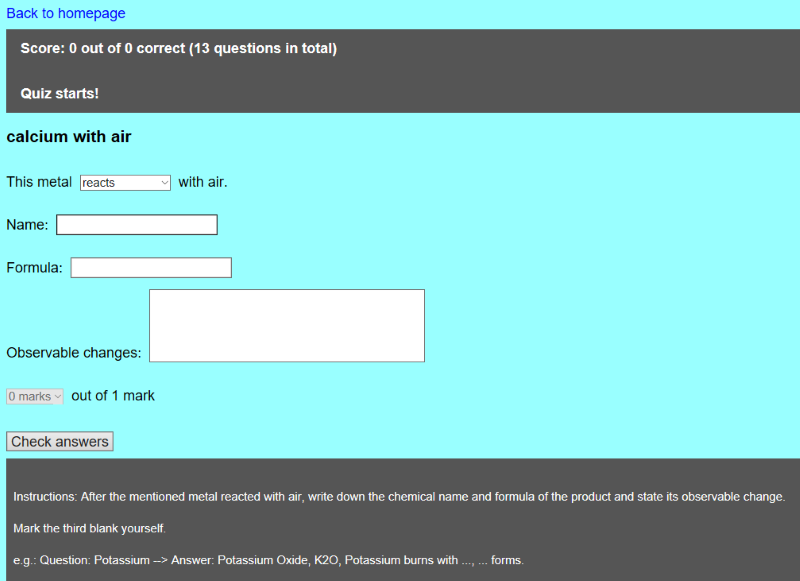 Back to homepage
Score: 0 out of 0 correct (13 questions in total)
Quiz starts!
calcium with air
This metal reacts with air.
Name:
Formula:
Observable changes:
0 marks out of 1 mark
Check answers
Instructions: After the mentioned metal reacted with air, write down the chemical name and formula of the product and state its observable change.
Mark the third blank yourself.
e.g.: Question: Potassium --> Answer: Potassium Oxide, K2O, Potassium burns with ..., ... forms.